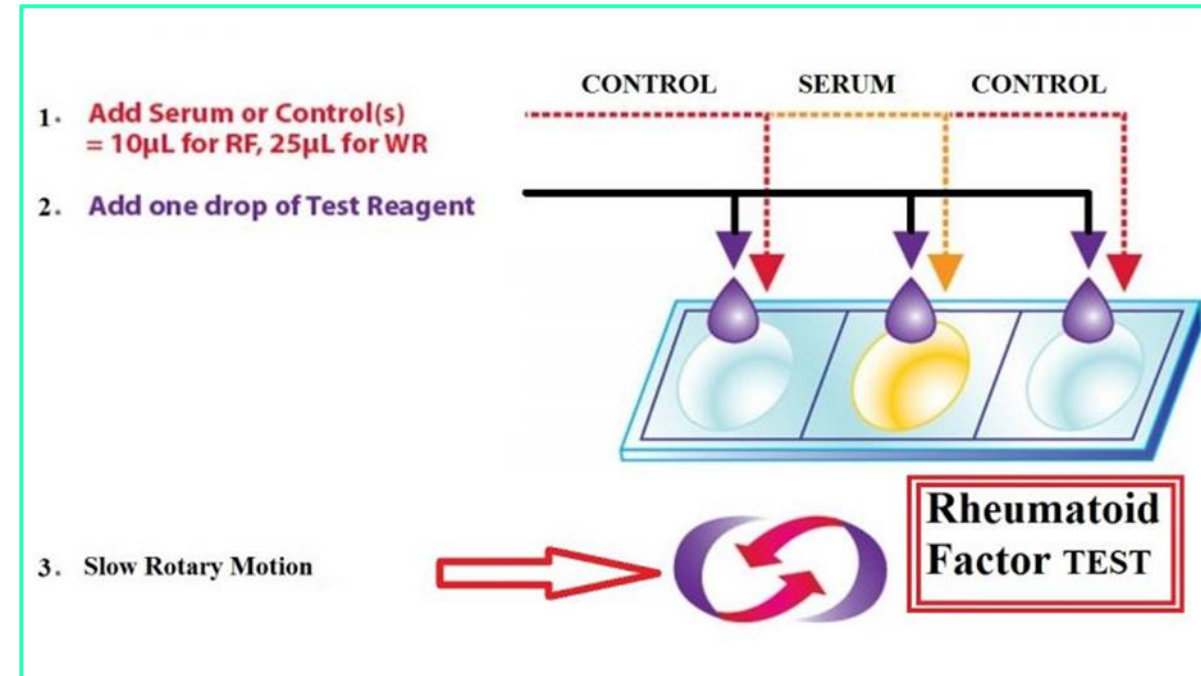 CONTROL SERUM CONTROL
1. Add Serum or Control(s)
= 10µL for RF, 25µL for WR
2. Add one drop of Test Reagent
Rheumatoid
Factor TEST
3. Slow Rotary Motion